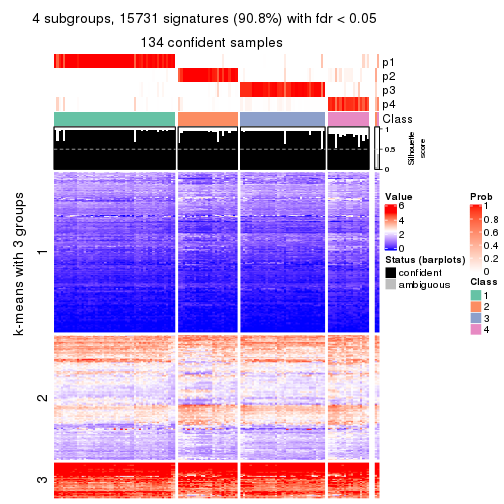 4 subgroups, 15731 signatures (90.8%) with fdr < 0.05
134 confident samples
p1
p2
p3
p4
Class
1
0.5
0
Silhouette
score
k-means with 3 groups
1
2
3
Value
6
4
2
0
Status (barplots)
confident
ambiguous
Prob
1
0.8
0.6
0.4
0.2
0
Class
1
2
3
4